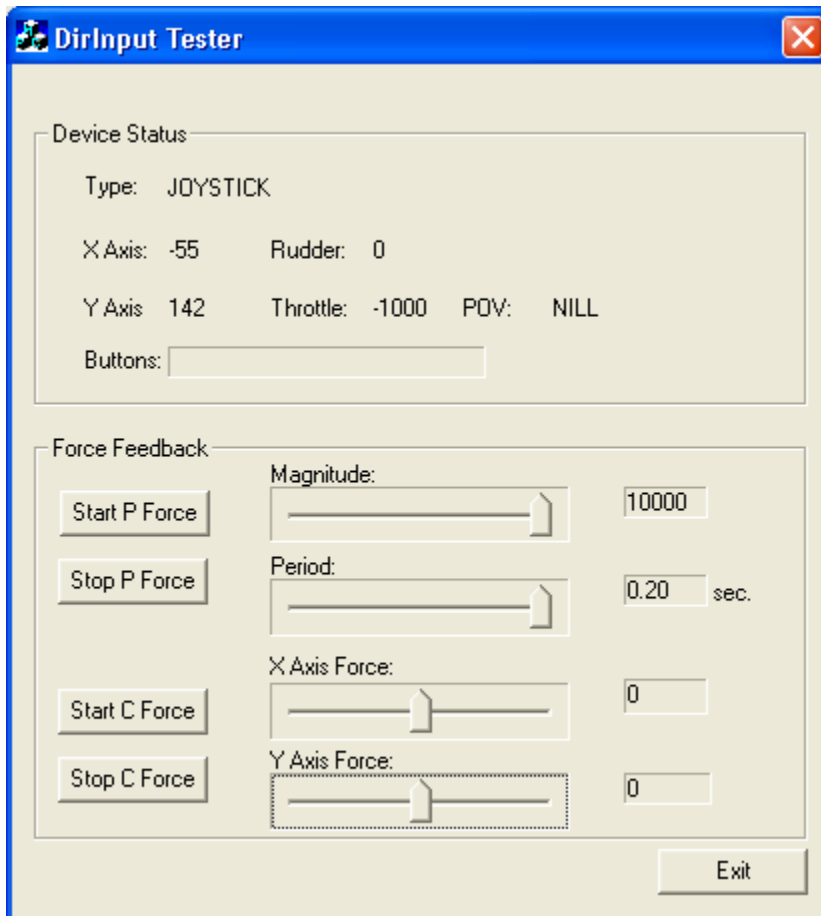 DirInput Tester
Device Status
Type: JOYSTICK
X Axis: -55 Rudder: 0
Y Axis 142 Throttle: -1000 POV: NILL
Buttons:
Force Feedback
Magnitude:
Start P Force 10000
Period:
Stop P Force 0.20 sec.
X Axis Force:
Start C Force 0
Y Axis Force:
Stop C Force 0
Exit